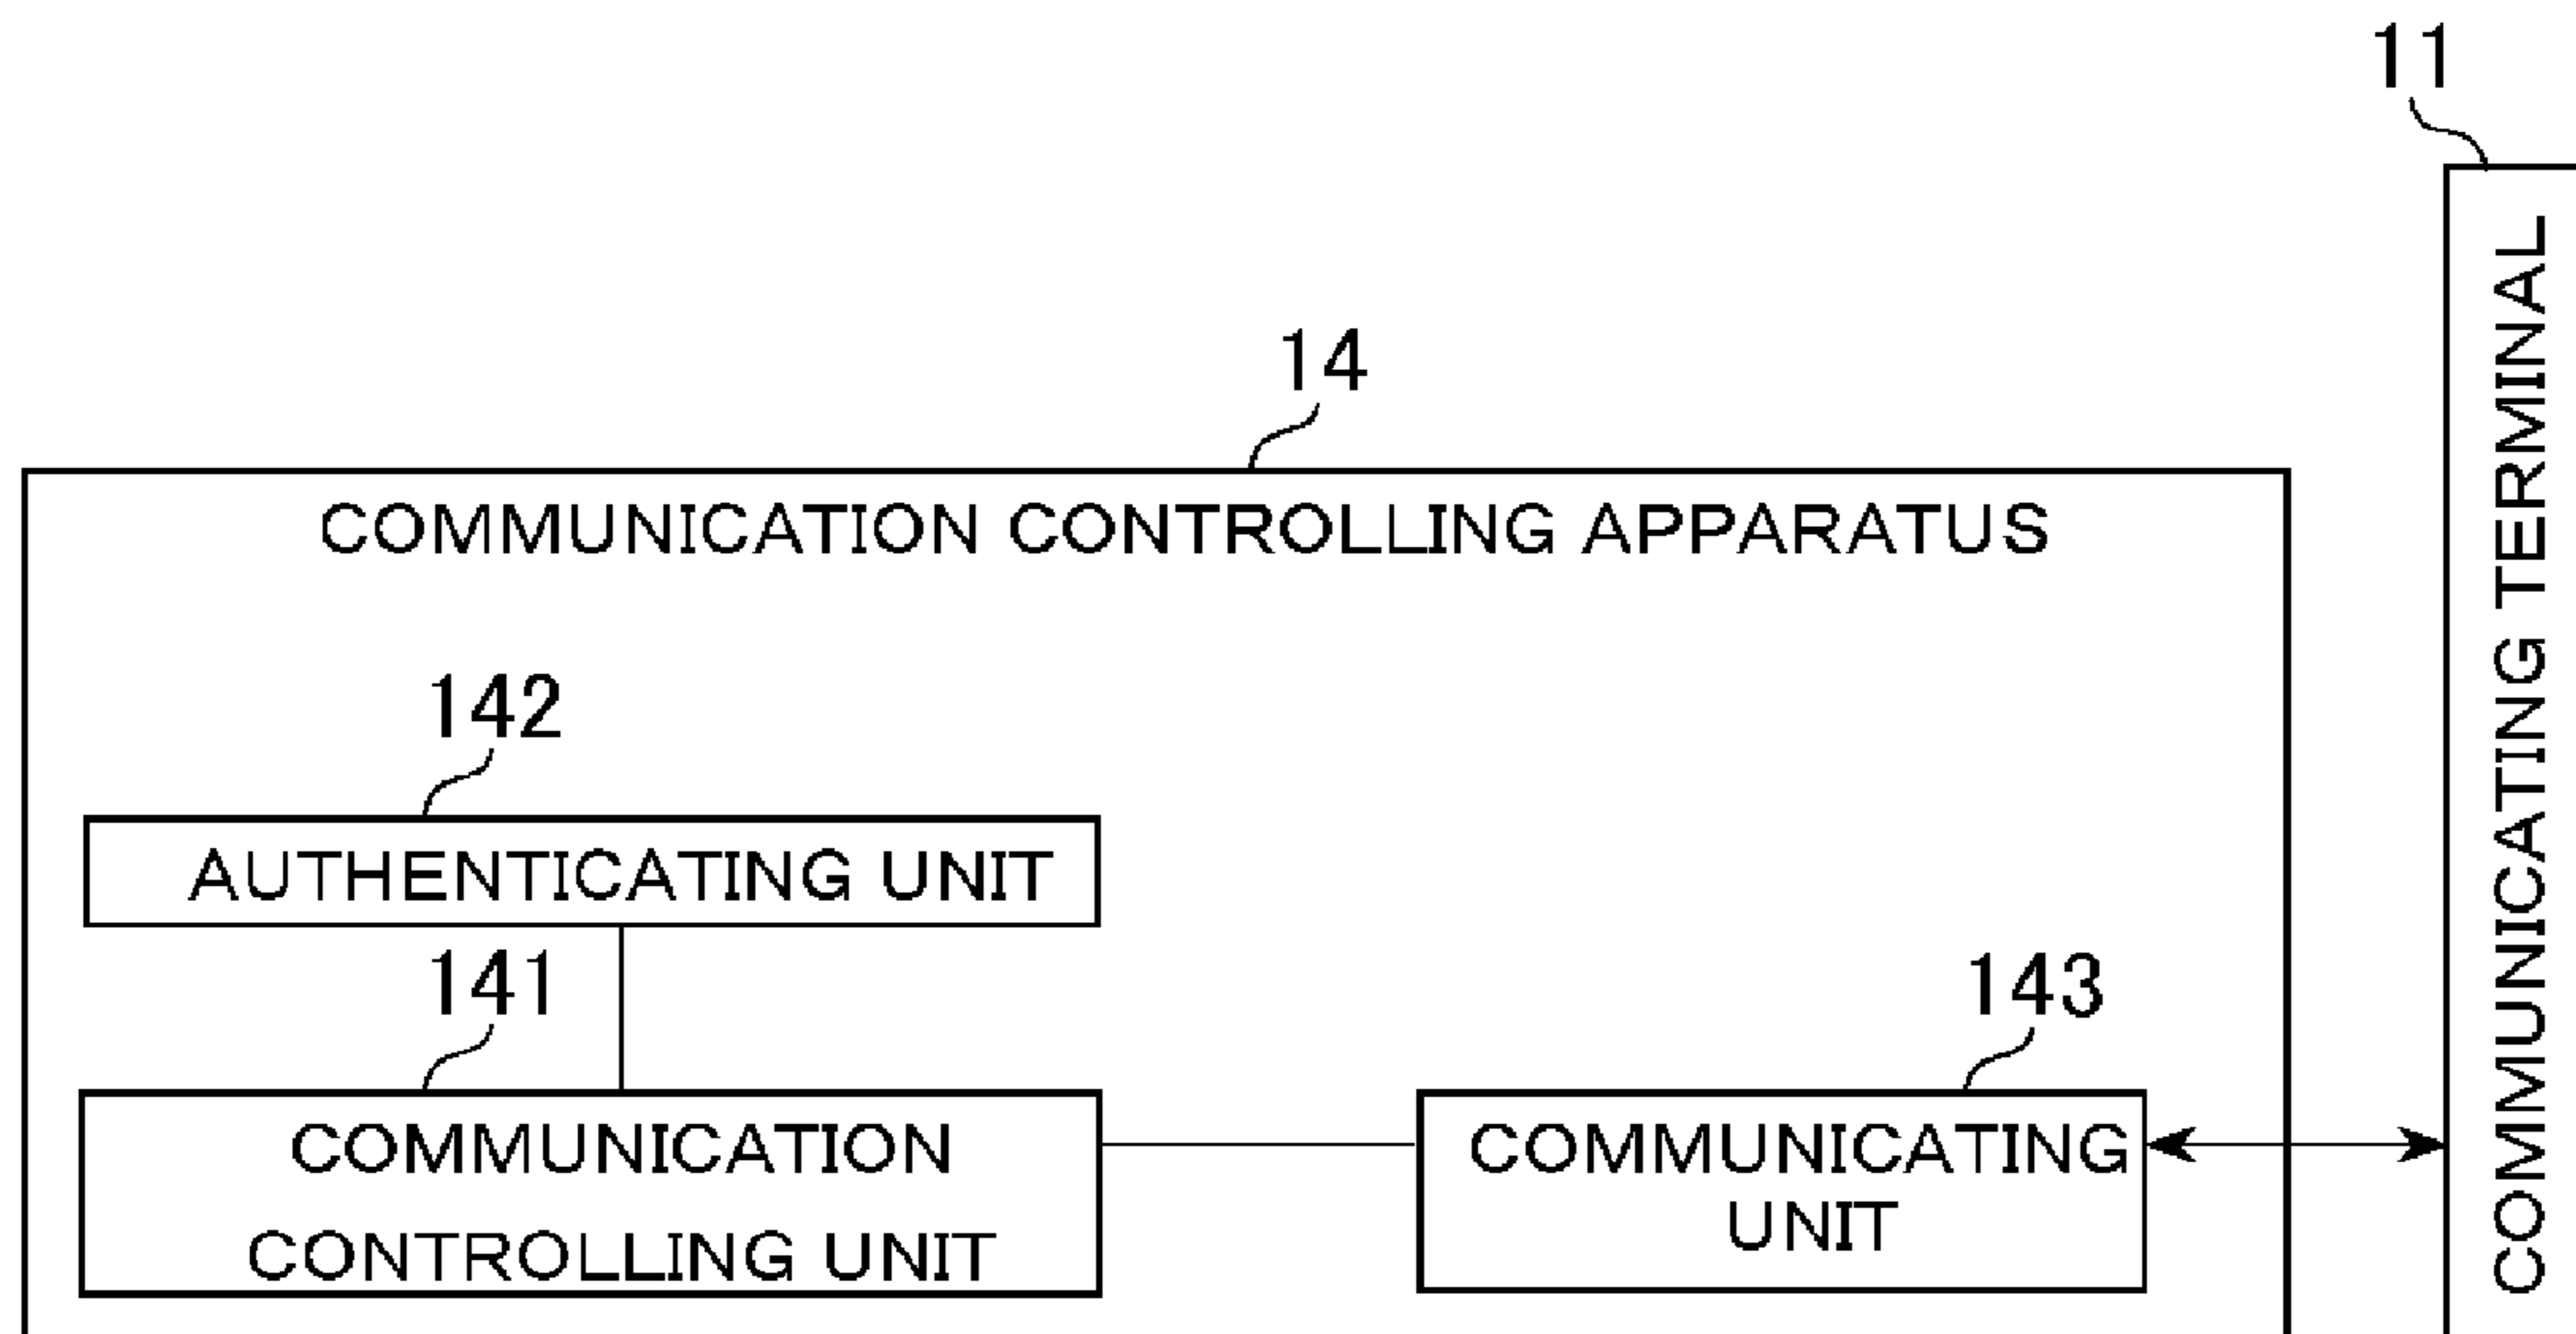 11
COMMUNICATING TERMINAL
14
COMMUNICATION CONTROLLING APPARATUS
142
AUTHENTICATING UNIT
141
COMMUNICATION
CONTROLLING UNIT
143
COMMUNICATING
UNIT